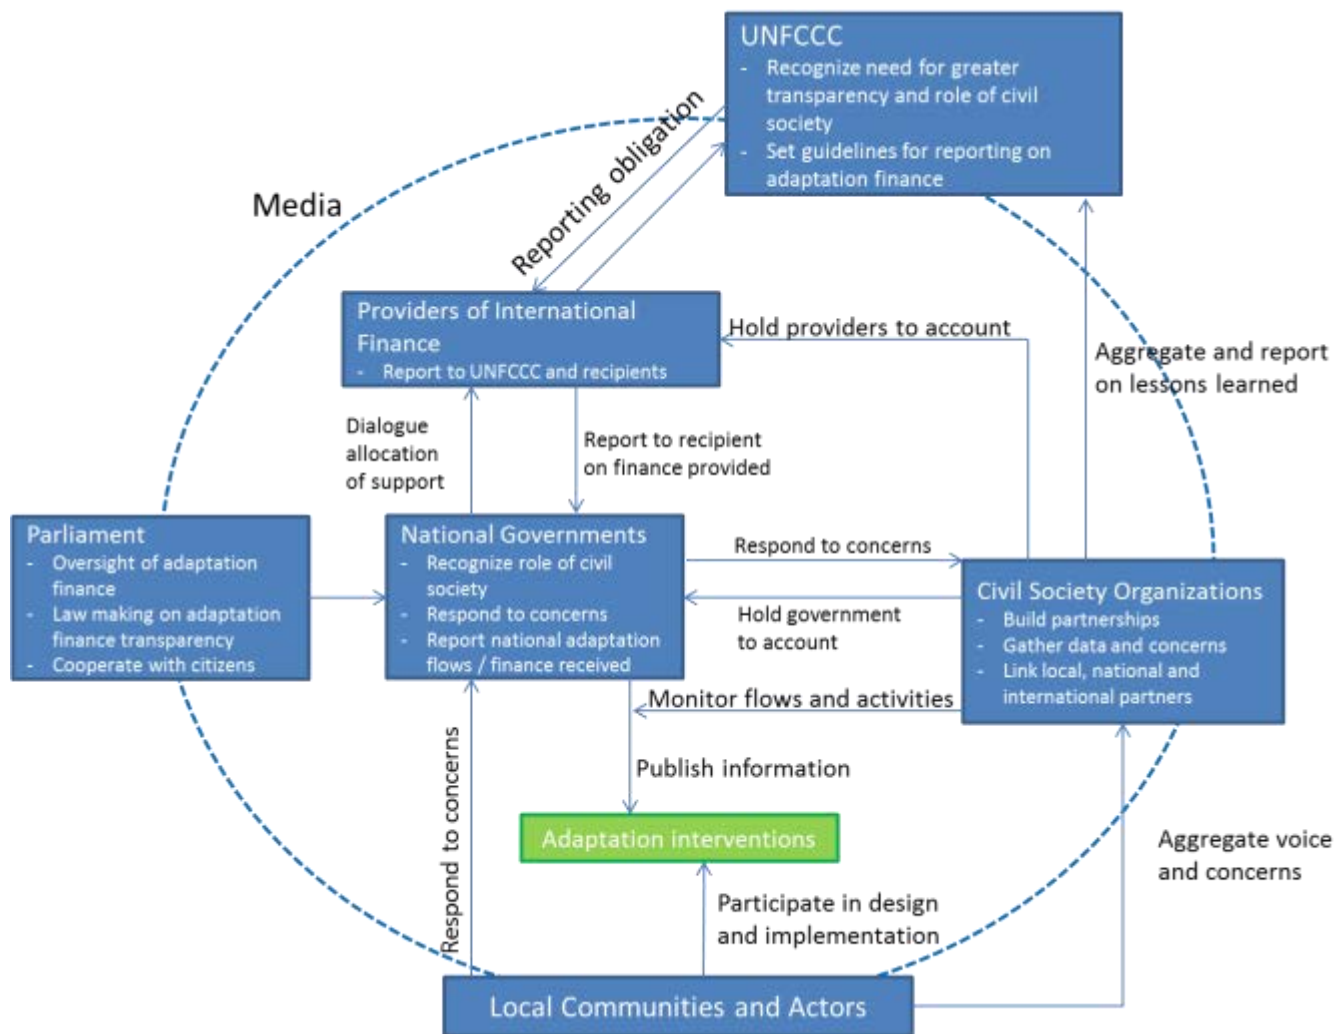 UNFCCC
- Recognize need for greater
transparency and role of civil
society
- Set guidelines for reporting on
adaptation finance
Reporting obligation
Media
Providers of International
Finance
- Report to UNFCCC and recipients
Hold providers to account
Aggregate and report
on lessons learned
Dialogue
allocation
of support
Report to recipient
on finance provided
Parliament
- Oversight of adaptation
finance
- Law making on adaptation
finance transparency
- Cooperate with citizens
National Governments
- Recognize role of civil
society
- Respond to concerns
- Report national adaptation
flows / finance received
Respond to concerns
Hold government
to account
Civil Society Organizations
- Build partnerships
- Gather data and concerns
- Link local, national and
international partners
Monitor flows and activities
Publish information
Respond to concerns
Adaptation interventions
Aggregate voice
and concerns
Participate in design
and implementation
Local Communities and Actors